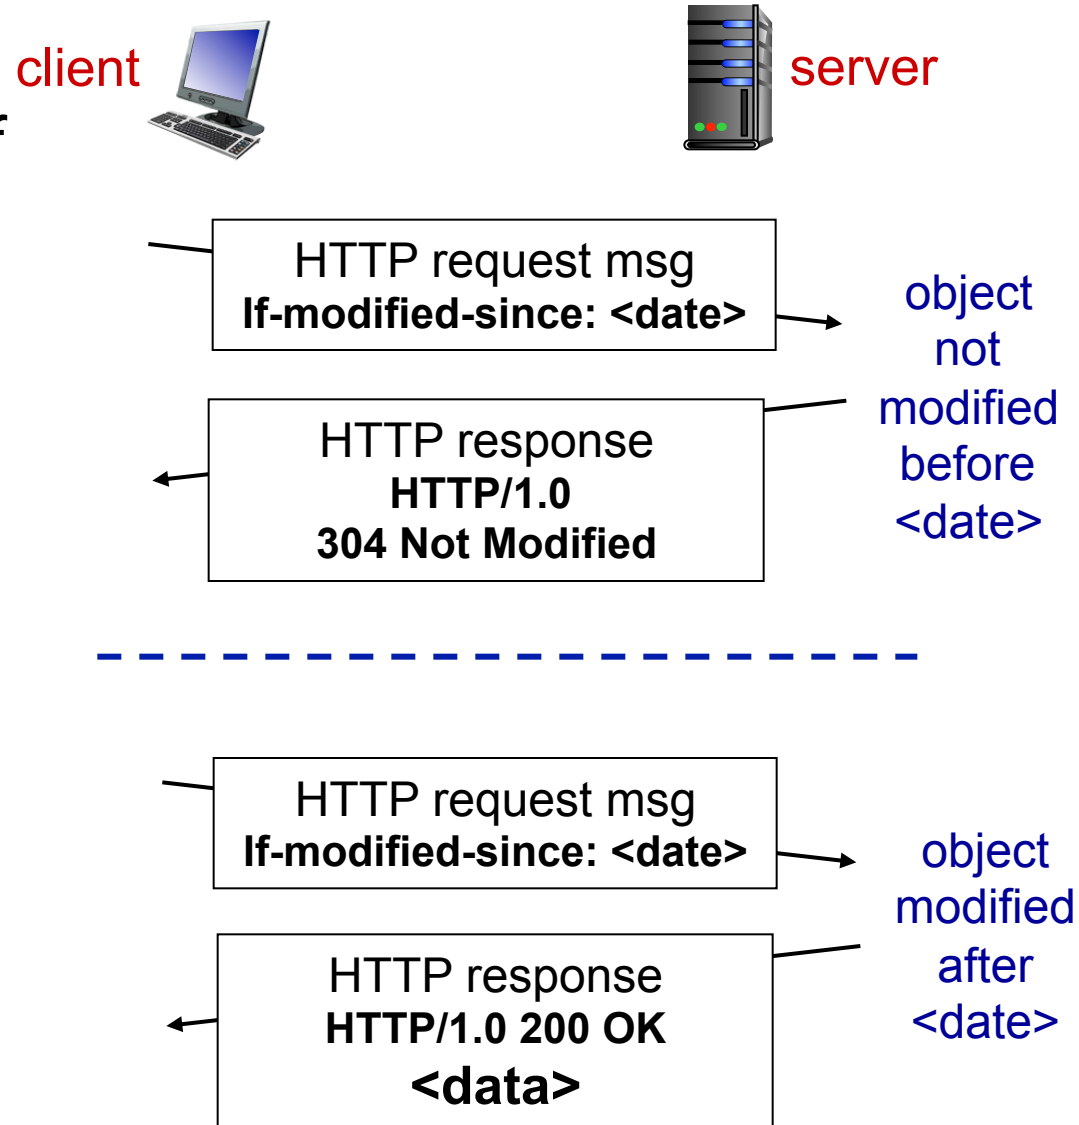 client
server
f
HTTP request msg
If-modified-since: <date>
object
not
modified
before
<date>
HTTP response
HTTP/1.0
304 Not Modified
HTTP request msg
If-modified-since: <date>
object
modified
after
<date>
HTTP response
HTTP/1.0 200 OK
<data>